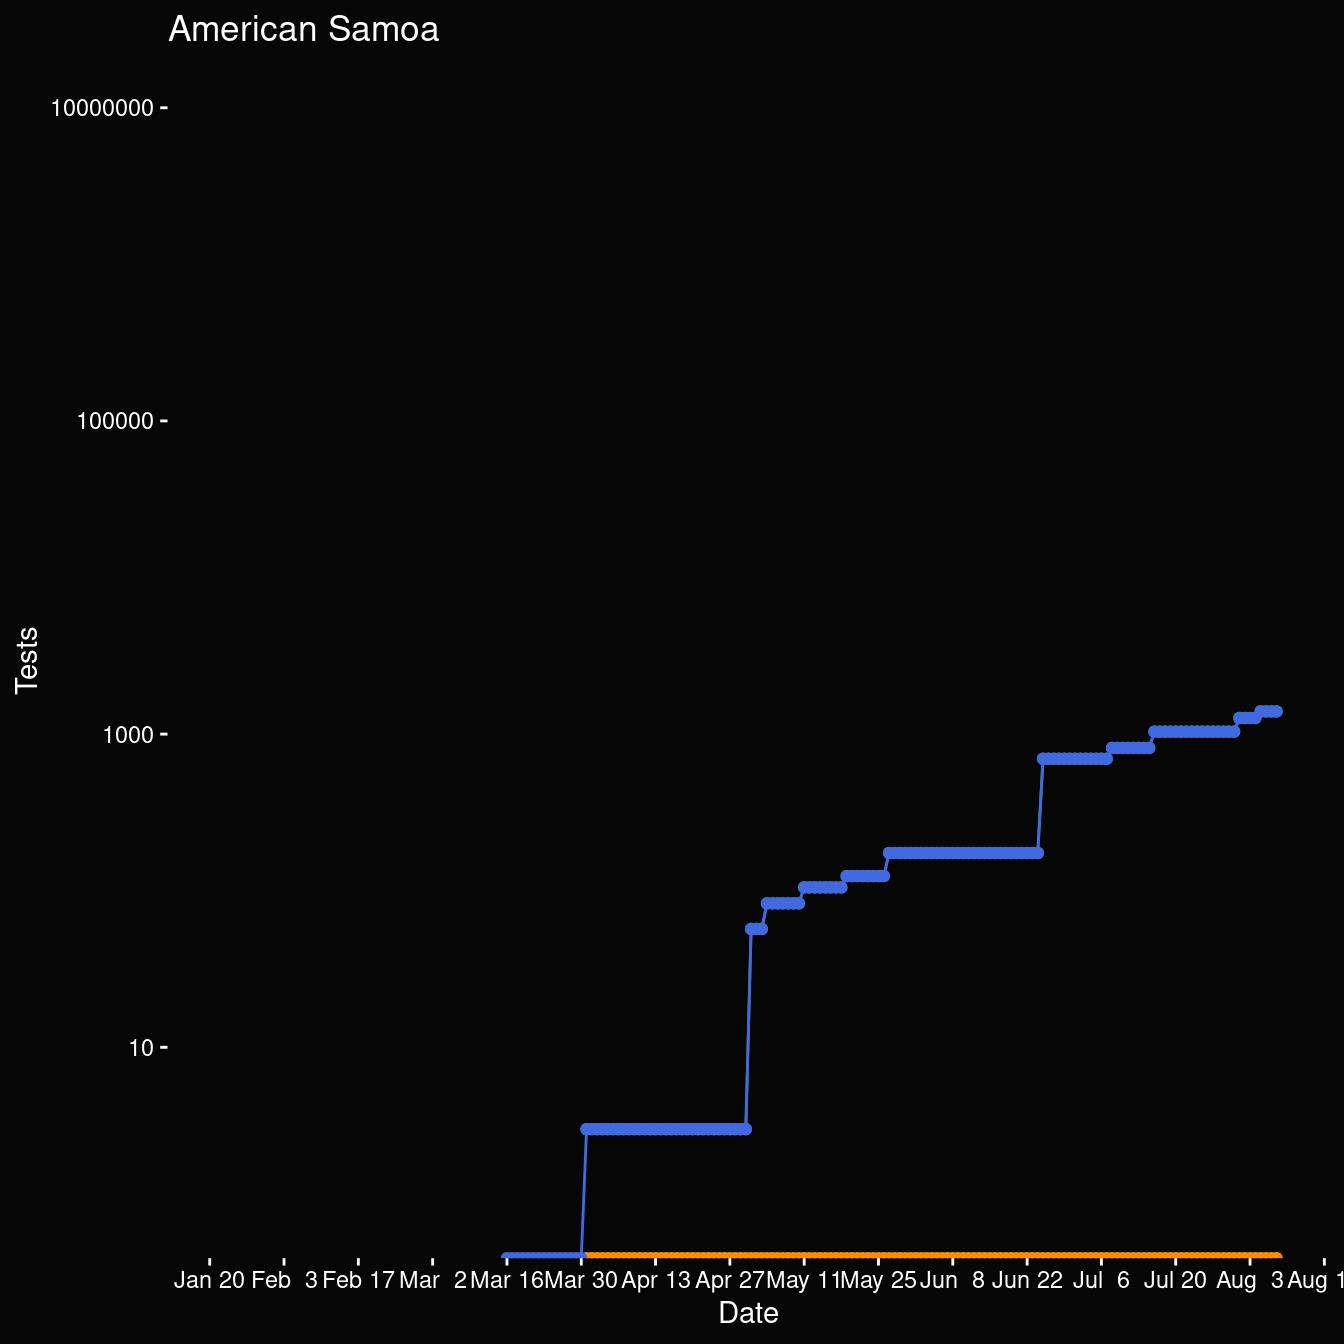 American Samoa
10000000
100000
1000
10
Tests
Jan 20 Feb  3 Feb 17 Mar  2 Mar 16 Mar 30 Apr 13 Apr 27 May 11 May 25 Jun  8 Jun 22 Jul  6 Jul 20 Aug  3 Aug 1
Date